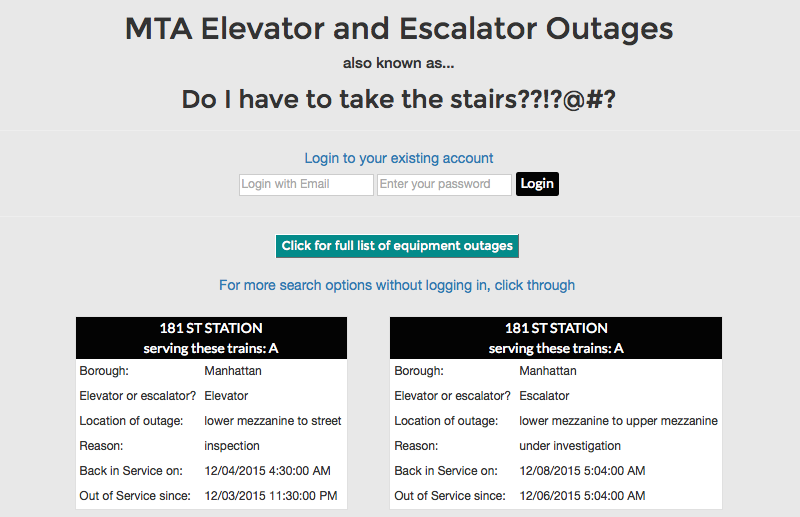 MTA Elevator and Escalator Outages
also known as...
Do I have to take the stairs??!?@#?
Login to your existing account
Login with Email Enter your password Login
Click for full list of equipment outages
For more search options without logging in, click through
181 ST STATION
serving these trains: A
Borough: Manhattan
Elevator or escalator? Elevator
Location of outage: lower mezzanine to street
Reason: inspection
Back in Service on: 12/04/2015 4:30:00 AM
Out of Service since: 12/03/2015 11:30:00 PM
181 ST STATION
serving these trains: A
Borough: Manhattan
Elevator or escalator? Escalator
Location of outage: lower mezzanine to upper mezzanine
Reason: under investigation
Back in Service on: 12/08/2015 5:04:00 AM
Out of Service since: 12/06/2015 5:04:00 AM